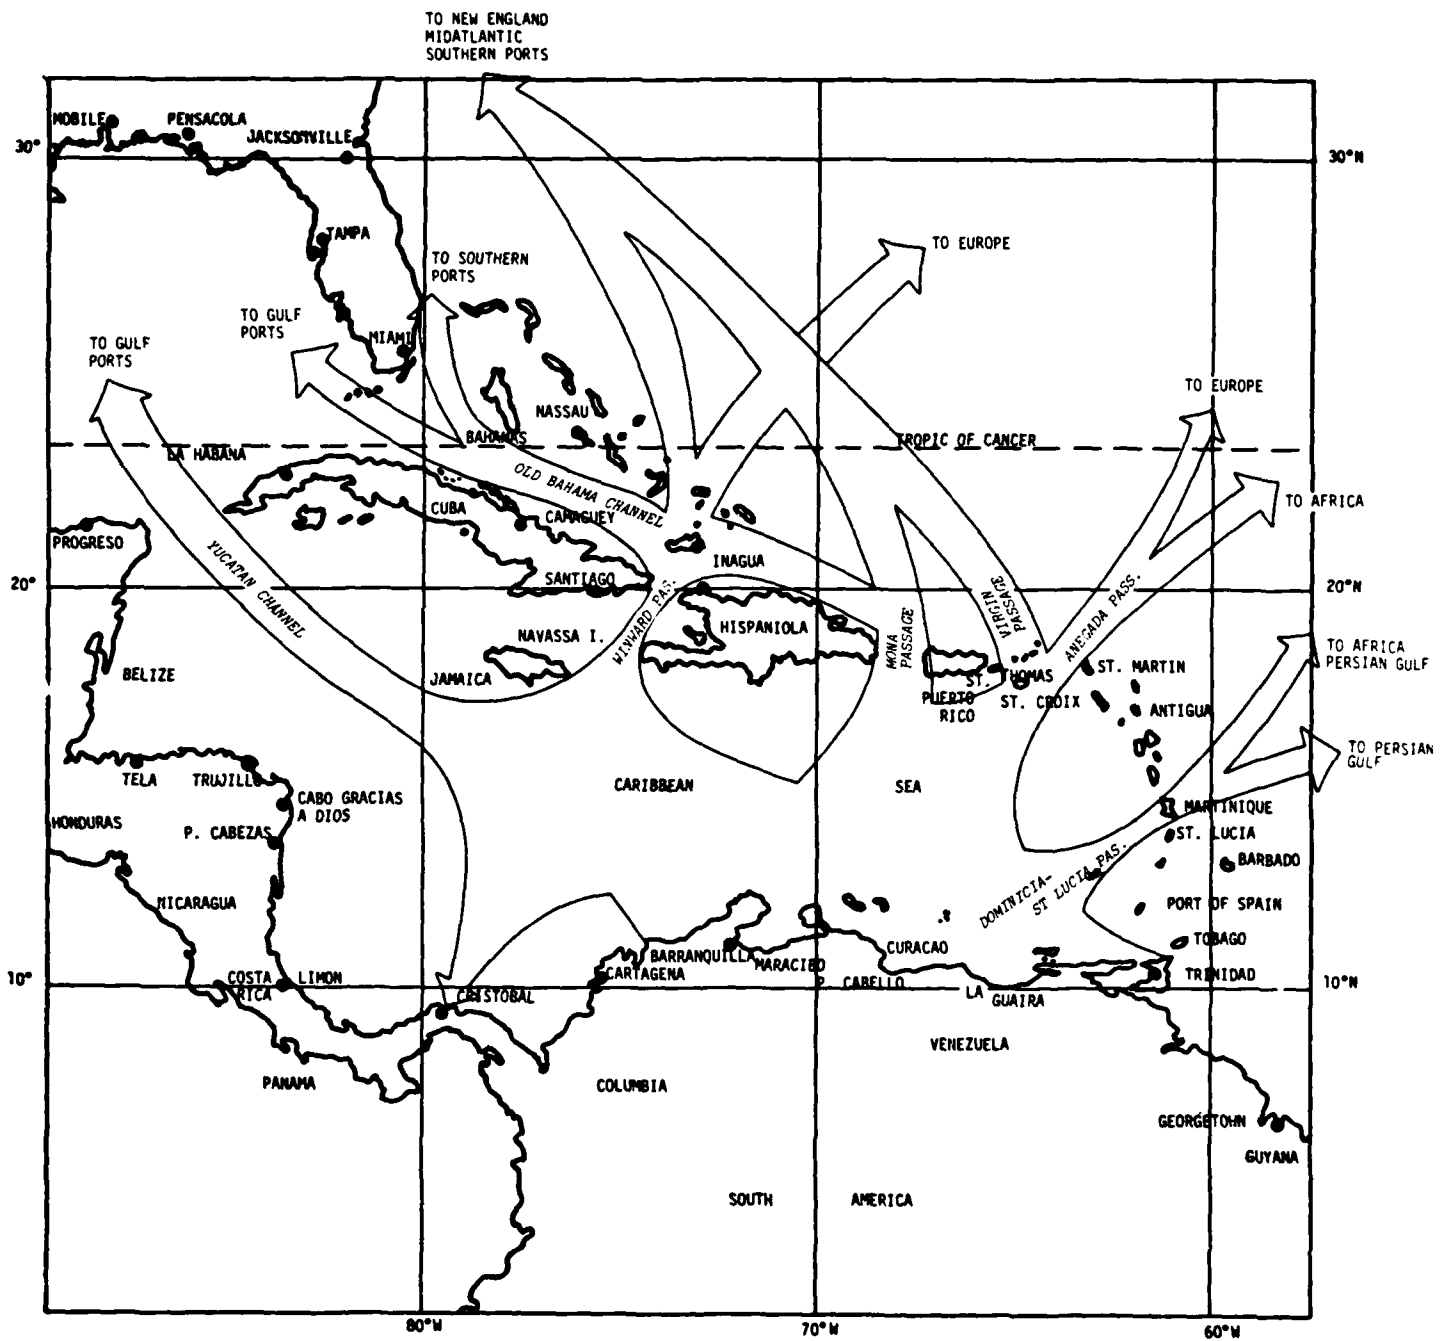 TO NEW ENGLAND
MIDATLANTIC
SOUTHERN PORTS
MOBILE
PENSACOLA
JACKSONVILLE
30°
30°N
TAMPA
TO EUROPE
TO SOUTHERN
PORTS
TO GULF
PORTS
MIAMI
TO GULF
PORTS
TO EUROPE
NASSAU
BAHAMAS
TROPIC OF CANCER
LA HABANA
OLD BAHAMA CHANNEL
TO AFRICA
CUBA
CAMAGUEY
PROGRESO
INAGUA
YUCATAN CHANNEL
SANTIAGO
20°
20°N
WINWARD PAS.
VIRGIN
PASSAGE
ANEGADA PASS.
MONA
PASSAGE
NAVASSA I.
HISPANIOLA
TO AFRICA
PERSIAN GULF
BELIZE
JAMAICA
ST. THOMAS
ST. MARTIN
PUERTO
RICO
ST. CROIX
ANTIGUA
TO PERSIAN
GULF
TELA
TRUJILLO
CARIBBEAN
SEA
CABO GRACIAS
A DIOS
MARTINIQUE
HONDURAS
P. CABEZAS
ST. LUCIA
BARBADO
DOMINICIA-
ST LUCIA PAS.
NICARAGUA
PORT OF SPAIN
TOBAGO
CURACAO
BARRANQUILLA
MARACIBO
CARTAGENA
TRINIDAD
COSTA
RICA
LIMON
P. CABELLO
10°
10°N
CRISTOBAL
LA GUAIRA
VENEZUELA
PANAMA
COLUMBIA
GEORGETOWN
GUYANA
SOUTH
AMERICA
80°W
70°W
60°W